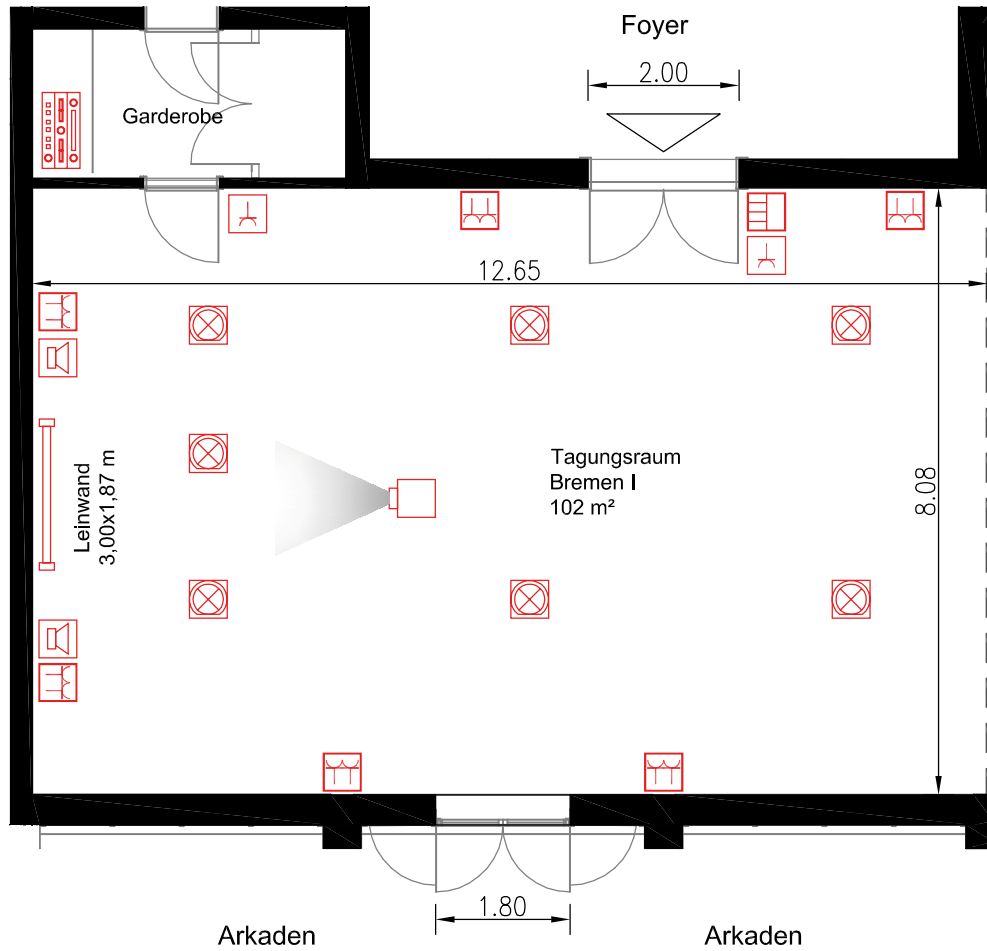 Foyer
2.00
Garderobe
12.65
Tagungsraum
Bremen I
102 m²
8.08
Leinwand
3,00x1,87 m
1.80
Arkaden
Arkaden